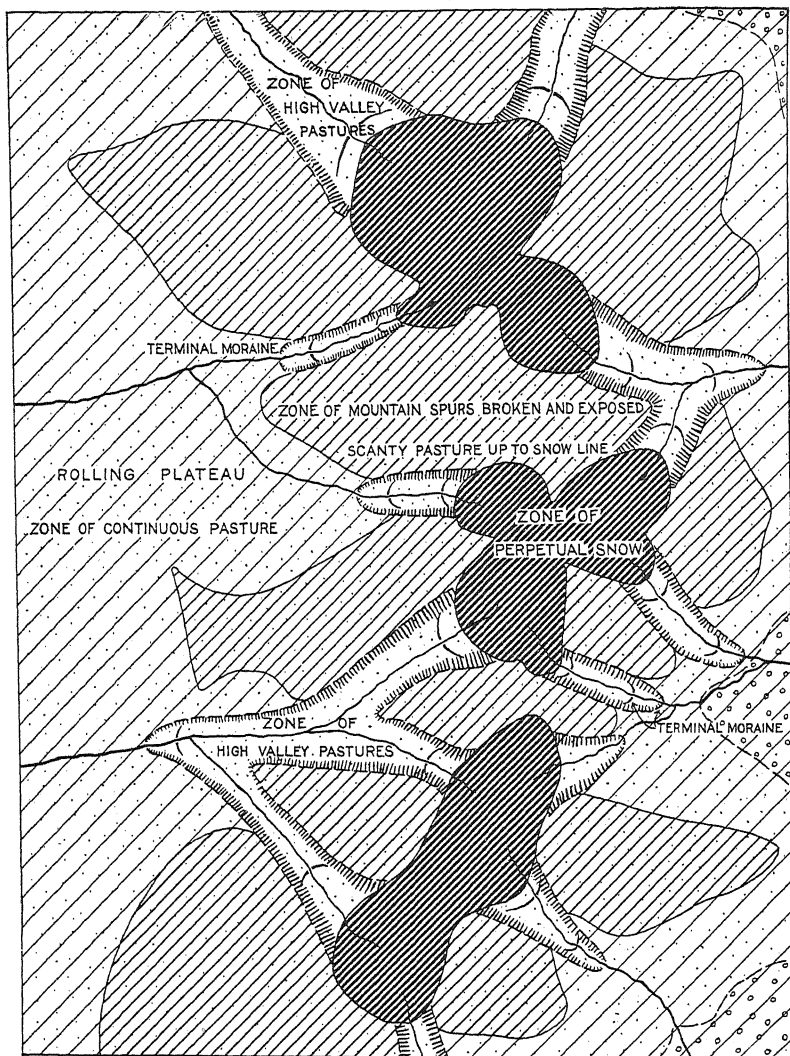 ZONE OF
HIGH VALLEY
PASTURES
TERMINAL MORAINE
ZONE OF MOUNTAIN SPURS BROKEN AND EXPOSED
SCANTY PASTURE UP TO SNOW LINE
ROLLING PLATEAU
ZONE OF CONTINUOUS PASTURE
ZONE OF
PERPETUAL SNOW
ZONE OF
HIGH VALLEY PASTURES
TERMINAL MORAINE